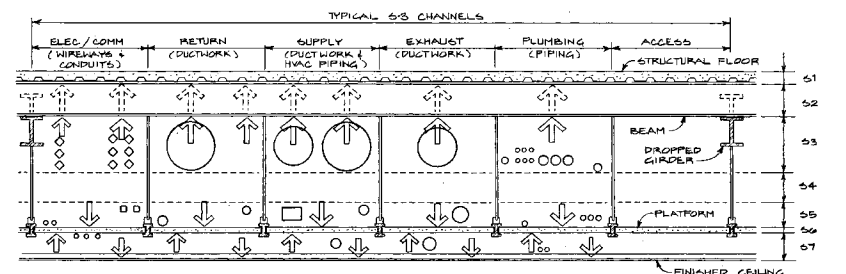 TYPICAL S-3 CHANNELS
ELEC/COMM
(WIREWAYS &
CONDUITS)
RETURN
(DUCTWORK)
SUPPLY
(DUCTWORK &
HVAC PIPING)
EXHAUST
(DUCTWORK)
PLUMBING
(PIPING)
ACCESS
STRUCTURAL FLOOR
S1
S2
BEAM
S3
DROPPED
GIRDER
S4
PLATFORM
S5
S6
S7
FINISHED CEILING